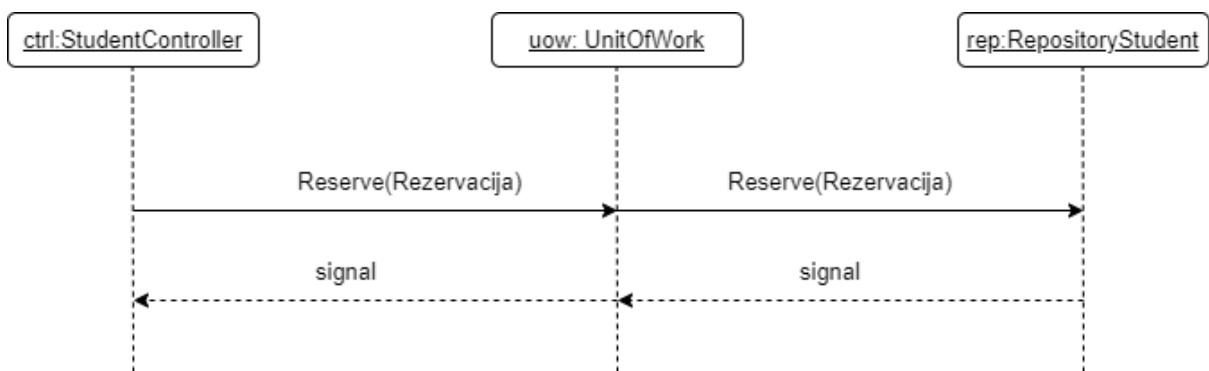 ctrl:StudentController
uow: UnitOfWork
rep:RepositoryStudent
Reserve(Rezervacija)
Reserve(Rezervacija)
signal
signal